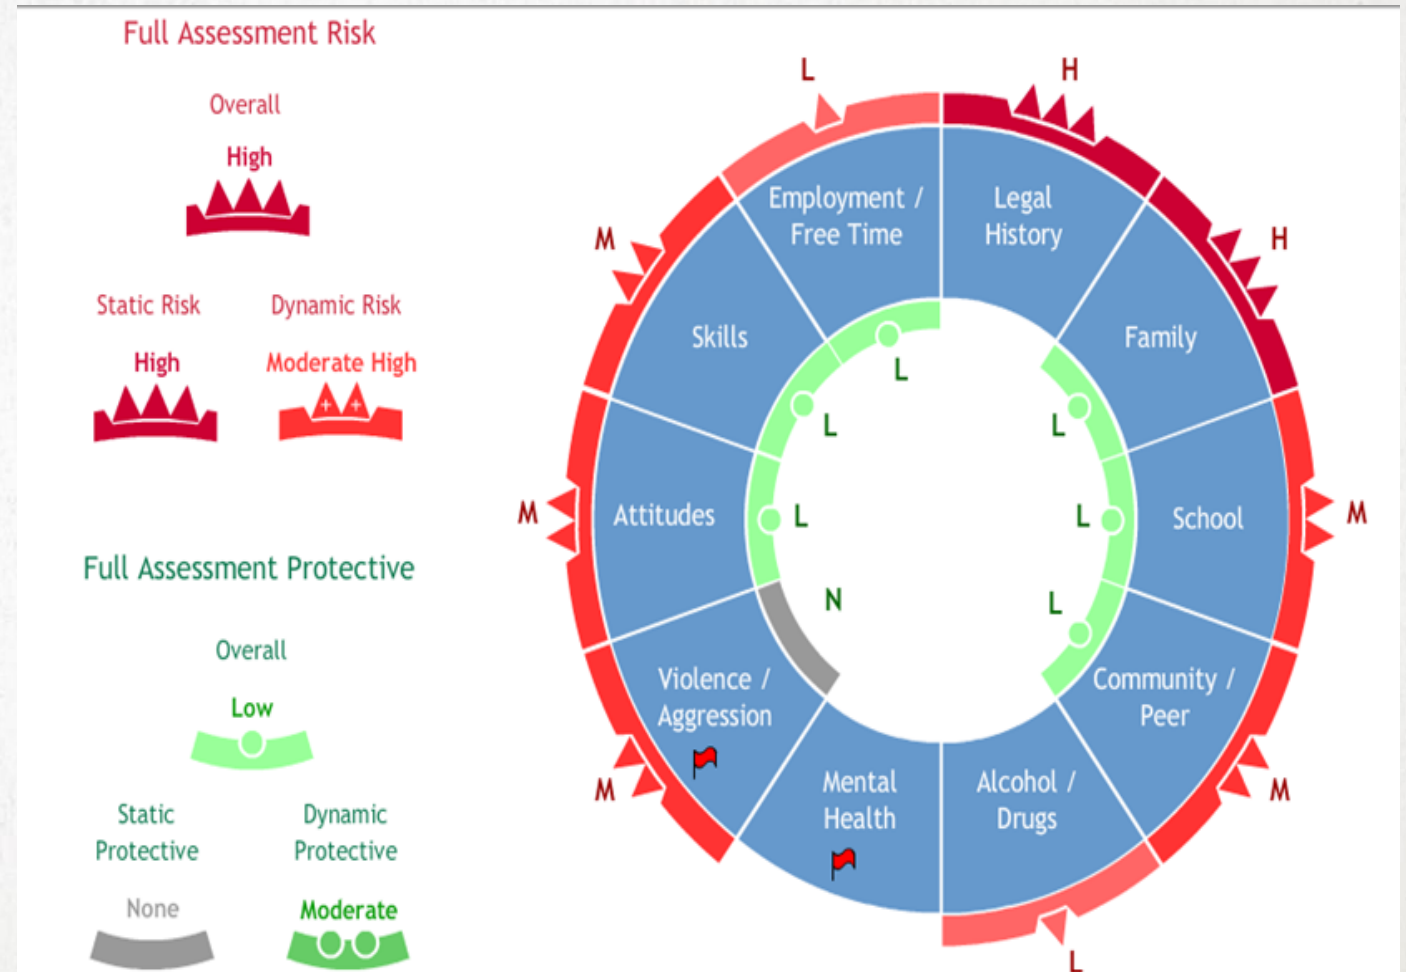 Full Assessment Risk
Overall
High
Static Risk
Dynamic Risk
High
Moderate High
+ +
Full Assessment Protective
Overall
Low
Static
Protective
Dynamic
Protective
None
Moderate
L
H
M
H
M
M
M
M
L
Employment /
Free Time
Legal
History
Skills
Family
Attitudes
School
Violence /
Aggression
Community /
Peer
Mental
Health
Alcohol /
Drugs
L
L
L
L
L
N
L